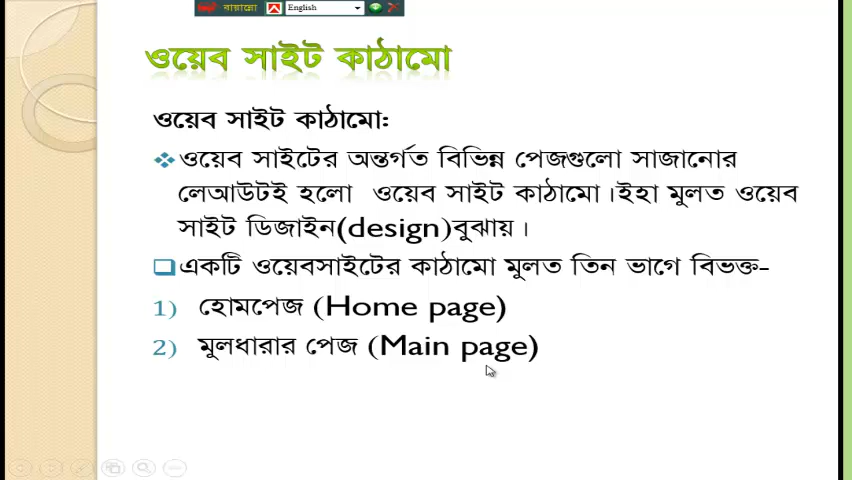 বায়ান্নো English
ওয়েব সাইট কাঠামো
ওয়েব সাইট কাঠামো:
ওয়েব সাইটের অন্তর্গত বিভিন্ন পেজগুলো সাজানোর
লেআউটই হলো ওয়েব সাইট কাঠামো।ইহা মুলত ওয়েব
সাইট ডিজাইন(design)বুঝায়।
একটি ওয়েবসাইটের কাঠামো মুলত তিন ভাগে বিভক্ত-
1) হোমপেজ (Home page)
2) মুলধারার পেজ (Main page)